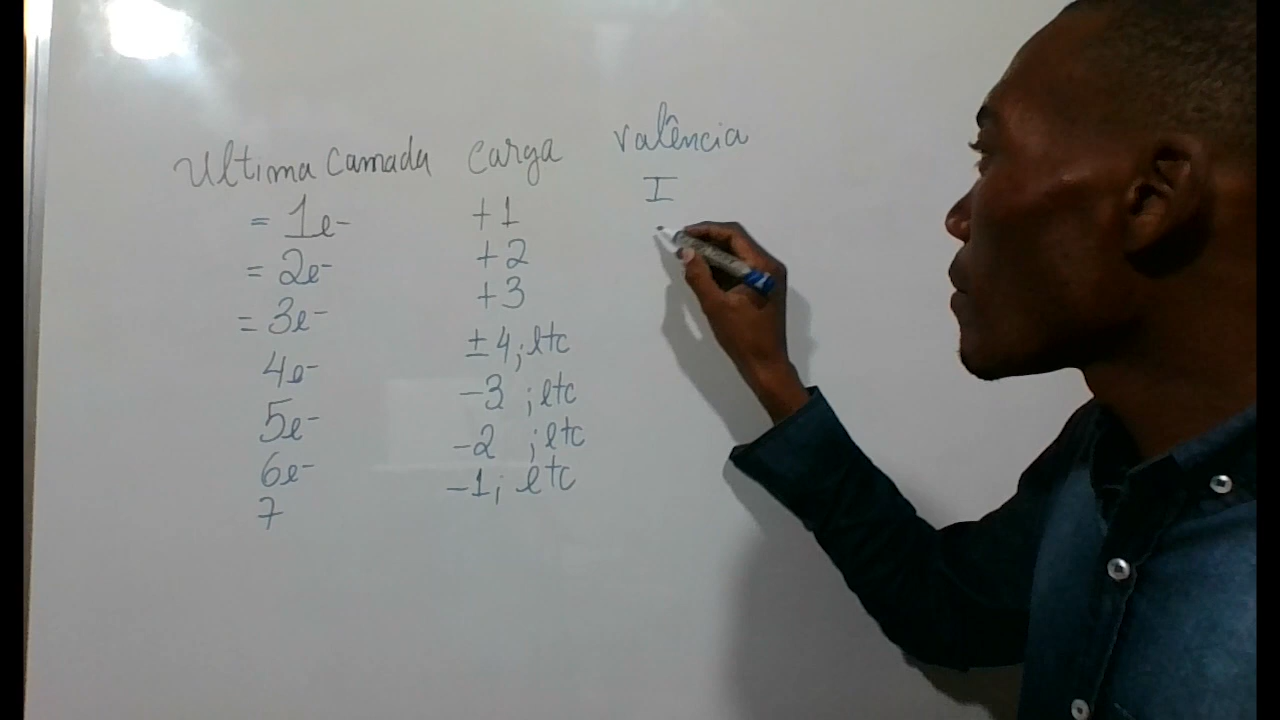 Ultima Camada Carga Valência
= 1e- +1 I
= 2e- +2
= 3e- +3
4e- ± 4; etc
5e- -3 ; etc
6e- -2 ; etc
7 -1; etc